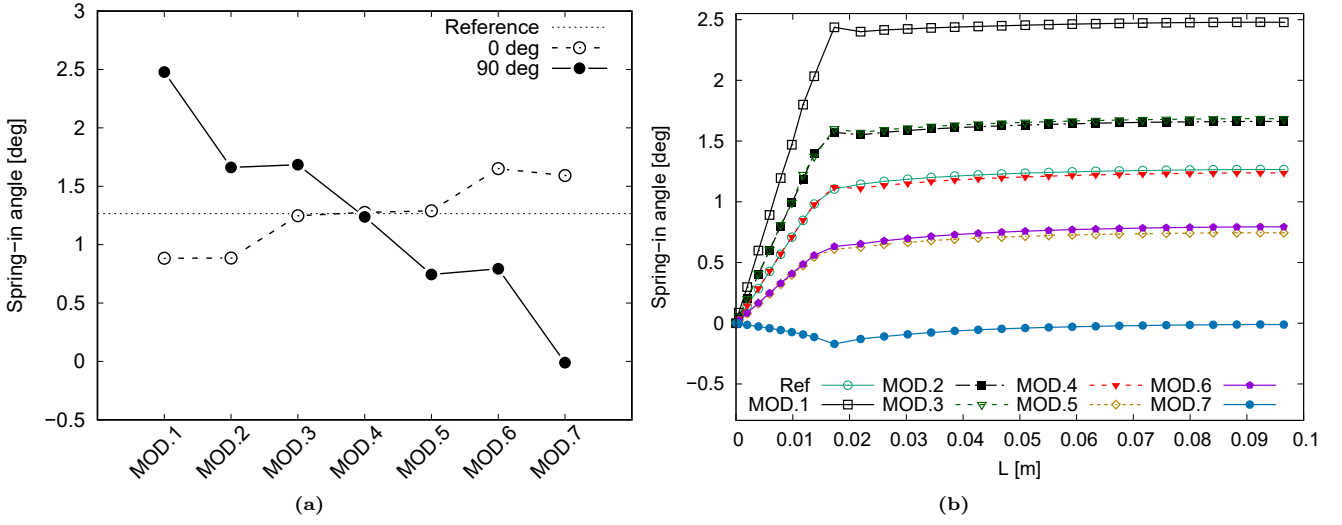 3
2.5
2
1.5
1
0.5
0
−0.5
Spring−in angle [deg]
Reference
0 deg
90 deg
MOD.1 MOD.2 MOD.3 MOD.4 MOD.5 MOD.6 MOD.7
(a)
2.5
2
1.5
1
0.5
0
−0.5
Spring−in angle [deg]
Ref MOD.2 MOD.4 MOD.6
MOD.1 MOD.3 MOD.5 MOD.7
0 0.01 0.02 0.03 0.04 0.05 0.06 0.07 0.08 0.09 0.1
L [m]
(b)